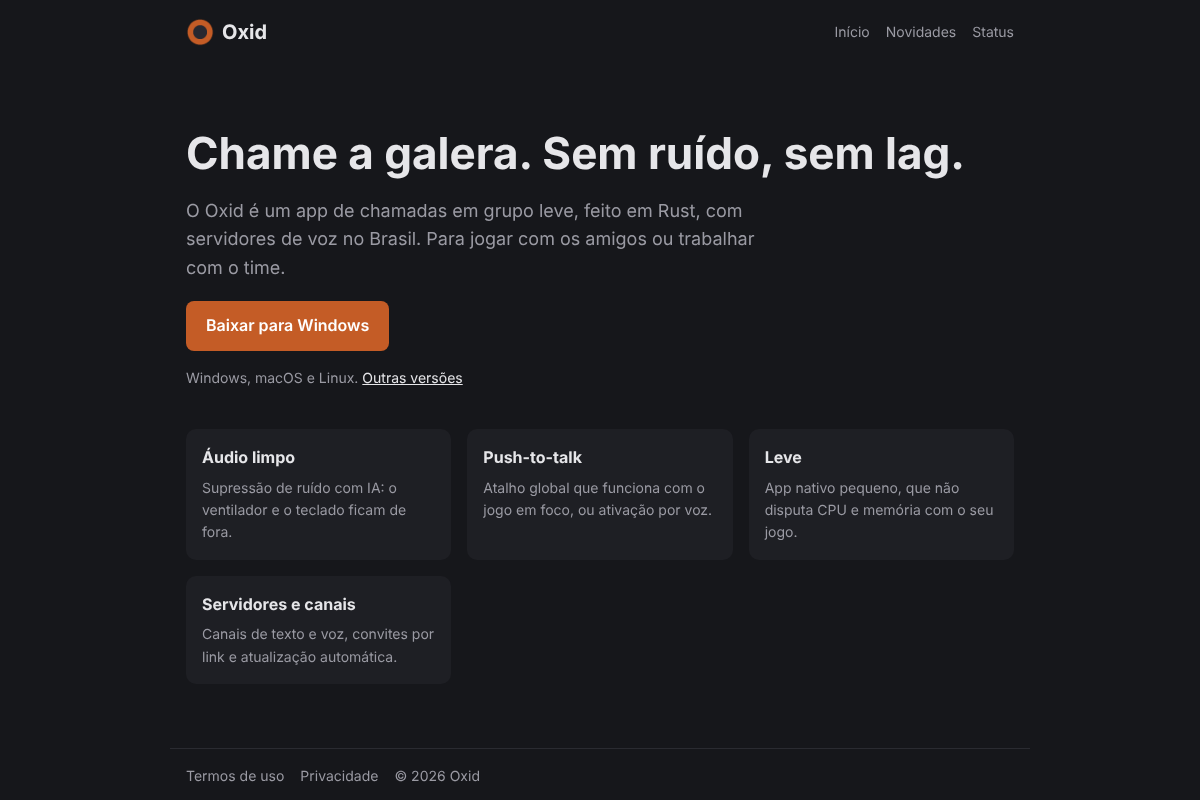 Oxid
Início Novidades Status
Chame a galera. Sem ruído, sem lag.
O Oxid é um app de chamadas em grupo leve, feito em Rust, com
servidores de voz no Brasil. Para jogar com os amigos ou trabalhar
com o time.
Baixar para Windows
Windows, macOS e Linux. Outras versões
Áudio limpo
Supressão de ruído com IA: o
ventilador e o teclado ficam de
fora.
Push-to-talk
Atalho global que funciona com o
jogo em foco, ou ativação por voz.
Leve
App nativo pequeno, que não
disputa CPU e memória com o seu
jogo.
Servidores e canais
Canais de texto e voz, convites por
link e atualização automática.
Termos de uso Privacidade © 2026 Oxid